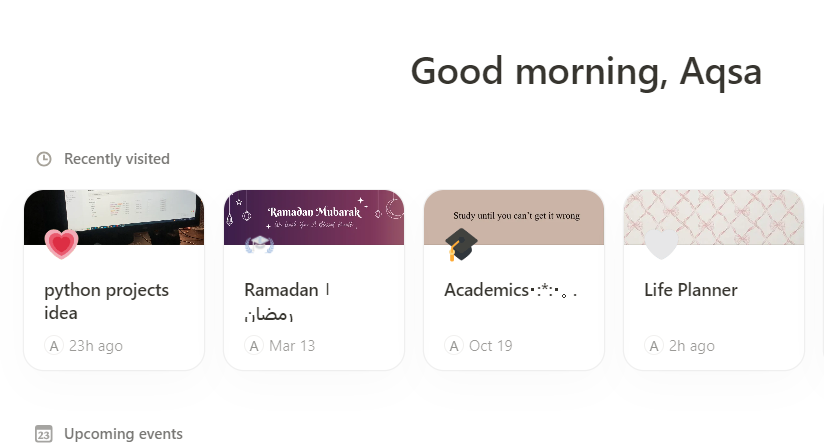 Good morning, Aqsa
Recently visited
Ramadan Mubarak
Study until you can't get it wrong
python projects
idea
Ramadan |
رمضان
Academics･:*:･｡ .
Life Planner
A 23h ago
A Mar 13
A Oct 19
A 2h ago
23 Upcoming events